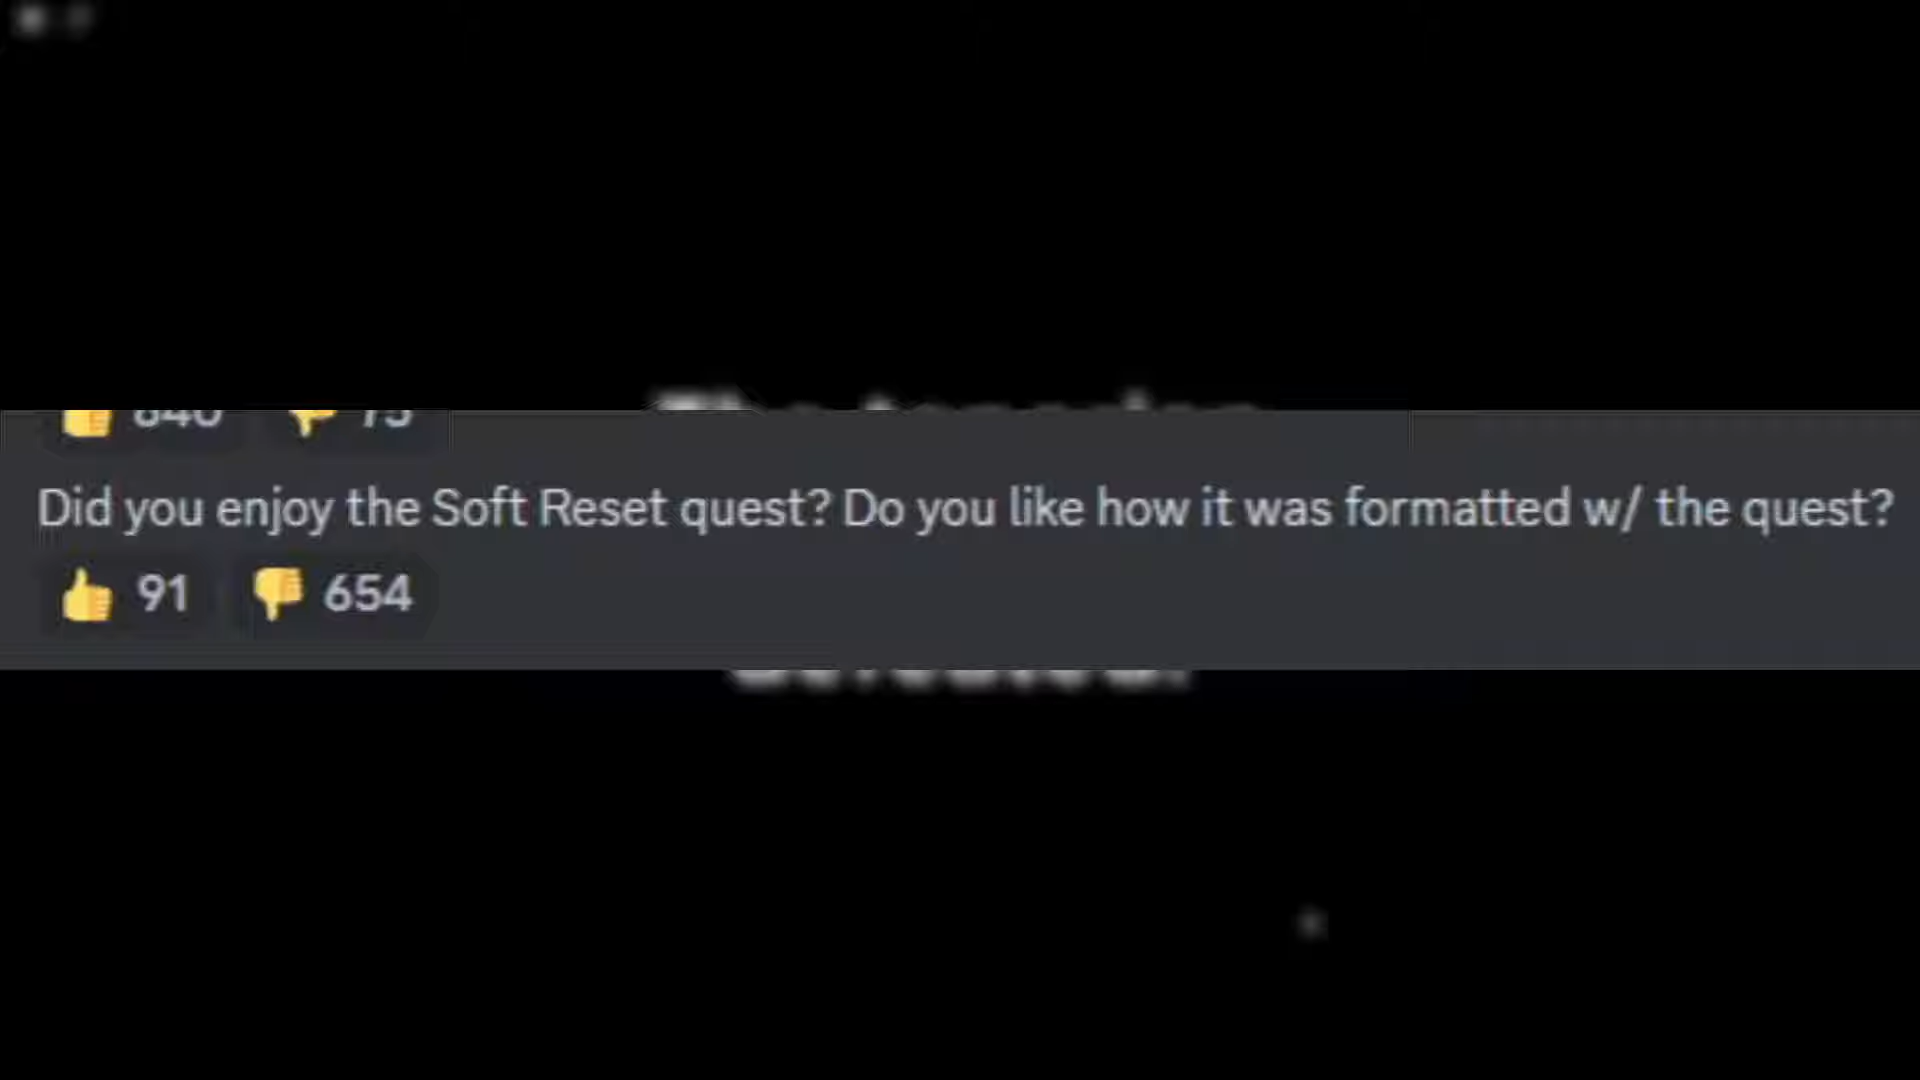 Did you enjoy the Soft Reset quest? Do you like how it was formatted w/ the quest?
91 654